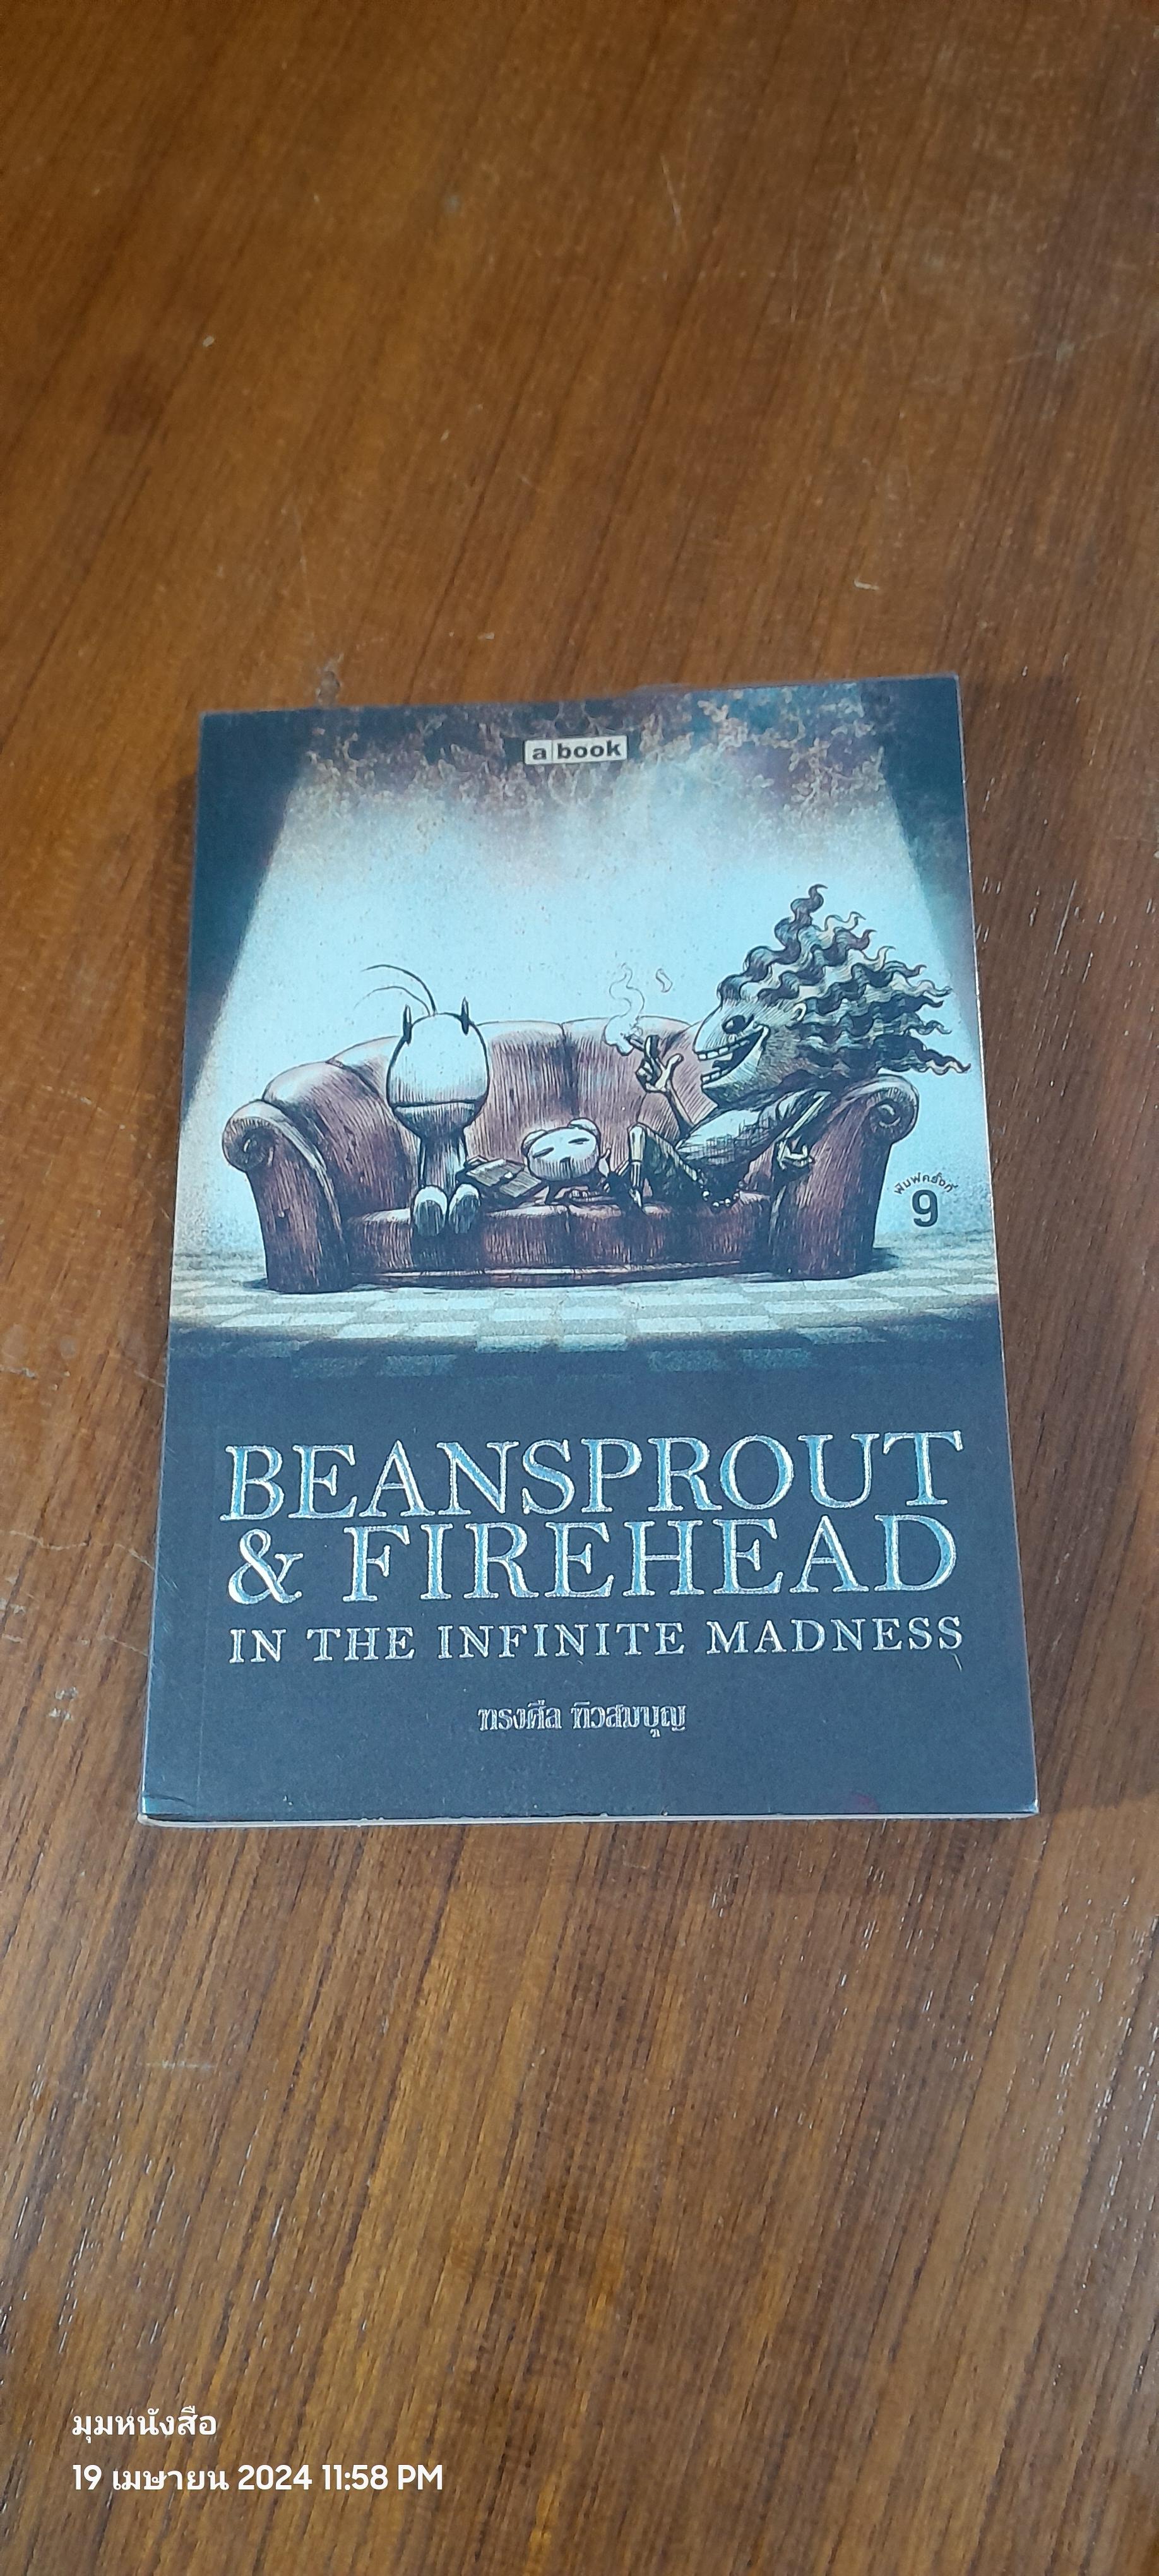 a book
พิมพ์ครั้งที่
9
BEANSPROUT
& FIREHEAD
IN THE INFINITE MADNESS
ทรงศีล ทิวสมบุญ
มุมหนังสือ
19 เมษายน 2024 11:58 PM